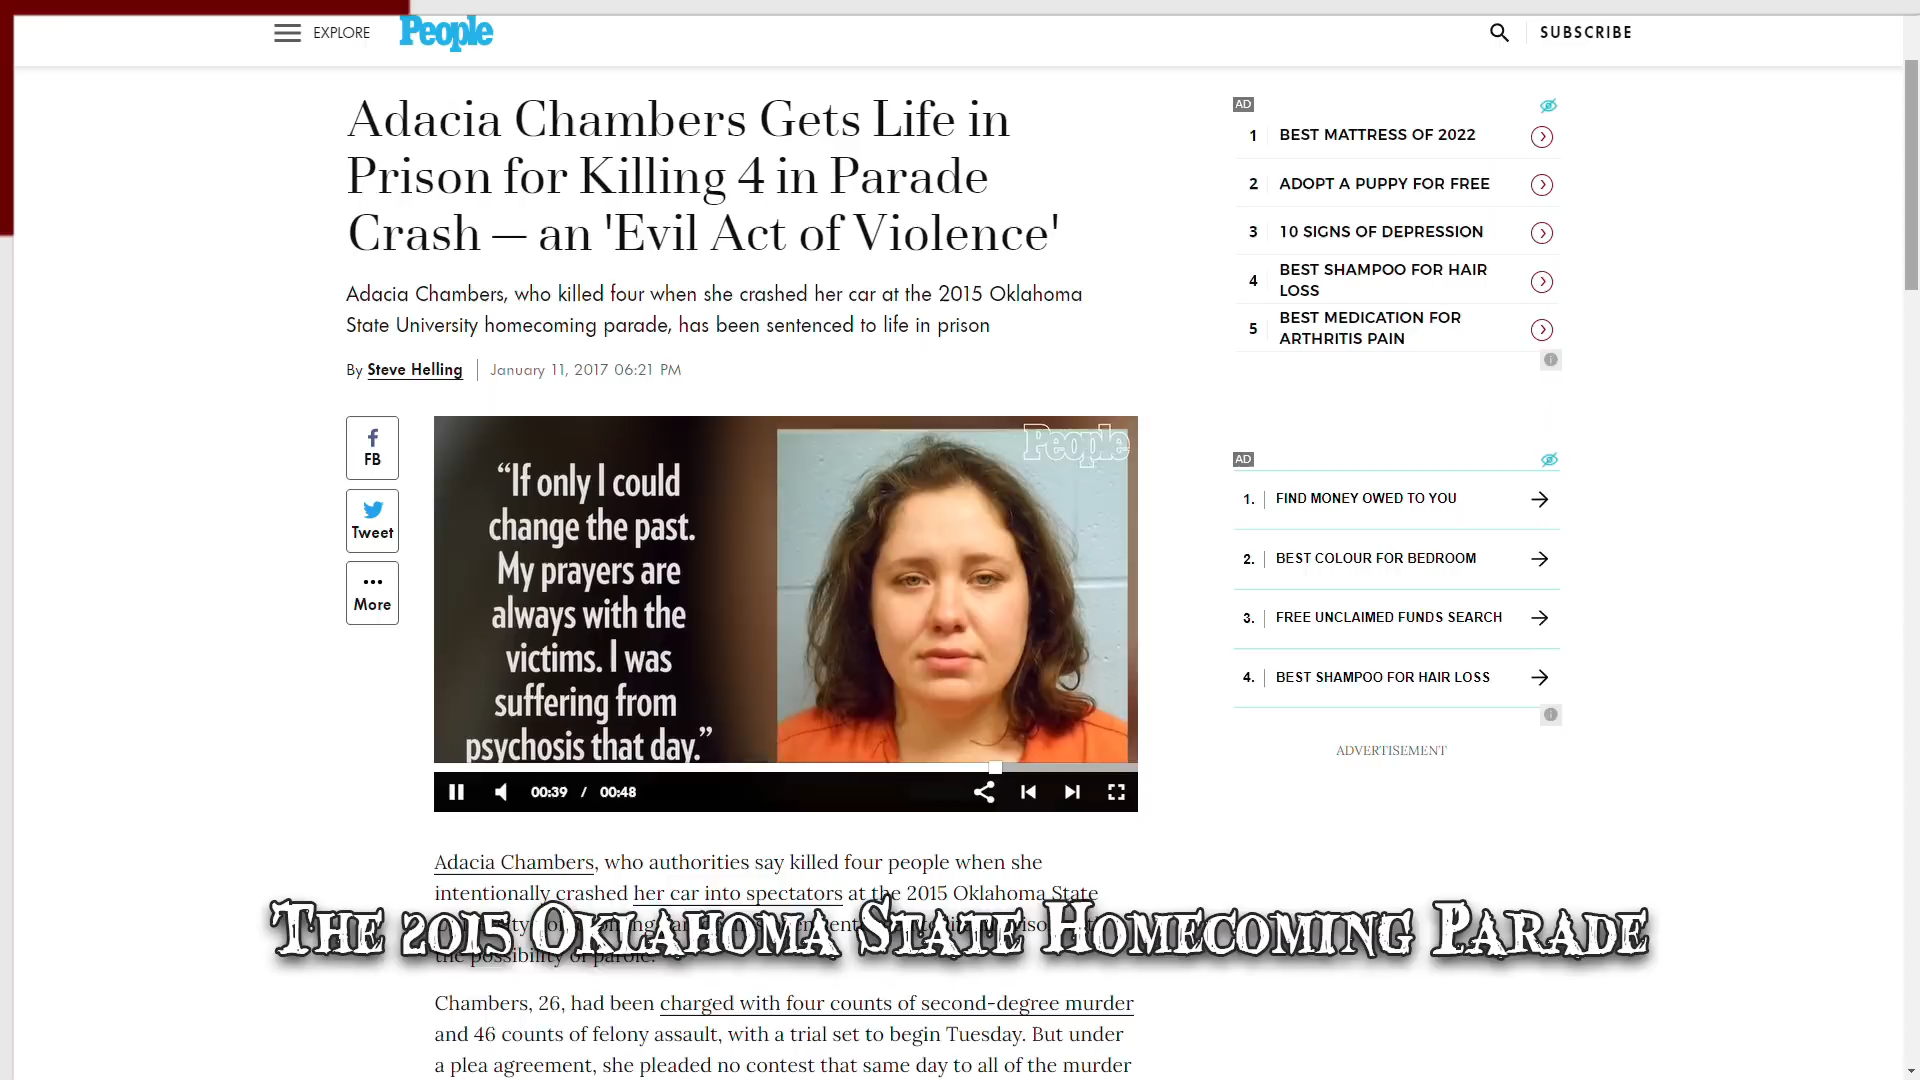 EXPLORE
People
SUBSCRIBE
Adacia Chambers Gets Life in
Prison for Killing 4 in Parade
Crash — an 'Evil Act of Violence'
Adacia Chambers, who killed four when she crashed her car at the 2015 Oklahoma
State University homecoming parade, has been sentenced to life in prison
By Steve Helling
January 11, 2017 06:21 PM
FB
Tweet
More
People
“If only I could
change the past.
My prayers are
always with the
victims. I was
suffering from
psychosis that day.”
00:39 / 00:48
Adacia Chambers, who authorities say killed four people when she
intentionally crashed her car into spectators at the 2015 Oklahoma State
the possibility of parole.
The 2015 Oklahoma State Homecoming Parade
Chambers, 26, had been charged with four counts of second-degree murder
and 46 counts of felony assault, with a trial set to begin Tuesday. But under
a plea agreement, she pleaded no contest that same day to all of the murder
AD
1 BEST MATTRESS OF 2022
2 ADOPT A PUPPY FOR FREE
3 10 SIGNS OF DEPRESSION
4 BEST SHAMPOO FOR HAIR
LOSS
5 BEST MEDICATION FOR
ARTHRITIS PAIN
AD
1. FIND MONEY OWED TO YOU
2. BEST COLOUR FOR BEDROOM
3. FREE UNCLAIMED FUNDS SEARCH
4. BEST SHAMPOO FOR HAIR LOSS
ADVERTISEMENT